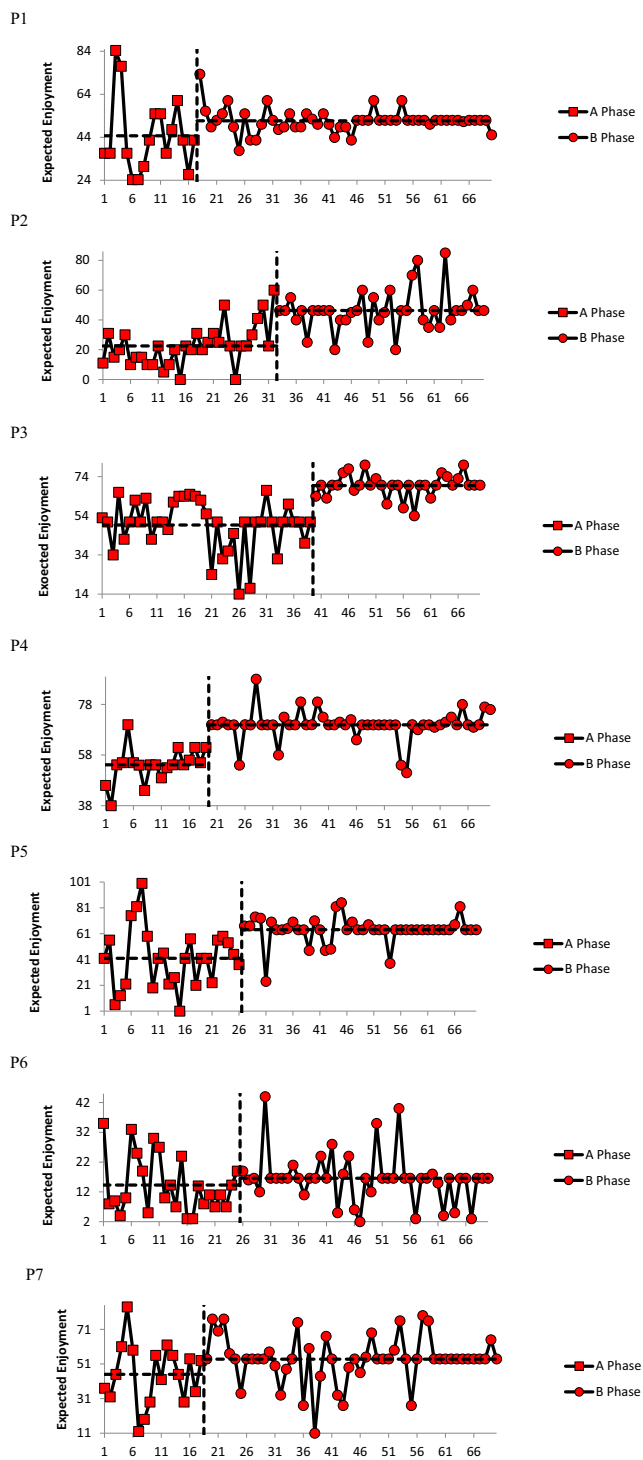 P1
Expected Enjoyment
84
64
44
24
1 6 11 16 21 26 31 36 41 46 51 56 61 66
A Phase
B Phase
P2
Expected Enjoyment
80
60
40
20
0
1 6 11 16 21 26 31 36 41 46 51 56 61 66
A Phase
B Phase
P3
Exoected Enjoyment
74
54
34
14
1 6 11 16 21 26 31 36 41 46 51 56 61 66
A Phase
B Phase
P4
Expected Enjoyment
78
58
38
1 6 11 16 21 26 31 36 41 46 51 56 61 66
A Phase
B Phase
P5
Expected Enjoyment
101
81
61
41
21
1
1 6 11 16 21 26 31 36 41 46 51 56 61 66
A Phase
B Phase
P6
Expected Enjoyment
42
32
22
12
2
1 6 11 16 21 26 31 36 41 46 51 56 61 66
A Phase
B Phase
P7
Expected Enjoyment
71
51
31
11
1 6 11 16 21 26 31 36 41 46 51 56 61 66
A Phase
B Phase